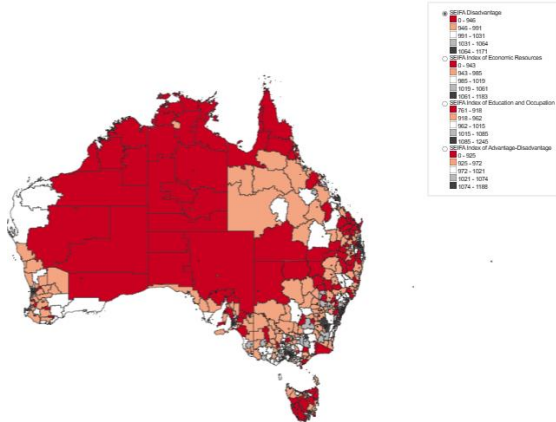 SEIFA Disadvantage
0 - 946
946 - 991
991 - 1031
1031 - 1064
1064 - 1171
SEIFA Index of Economic Resources
0 - 943
943 - 985
985 - 1019
1019 - 1061
1061 - 1183
SEIFA Index of Education and Occupation
761 - 918
918 - 962
962 - 1015
1015 - 1085
1085 - 1245
SEIFA Index of Advantage-Disadvantage
0 - 925
925 - 972
972 - 1021
1021 - 1074
1074 - 1188